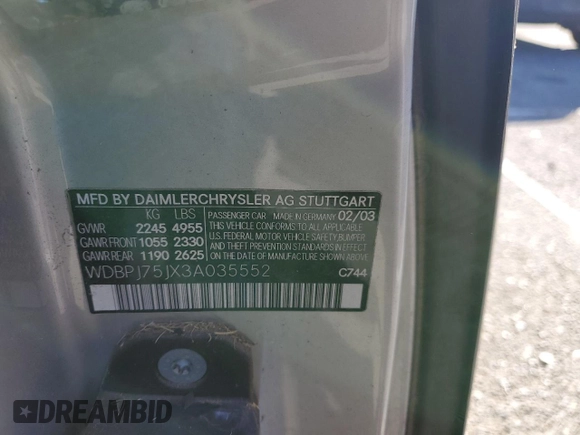 MFD BY DAIMLERCHRYSLER AG STUTTGART
KG LBS
PASSENGER CAR MADE IN GERMANY 02/03
GVWR 2245 4955
GAWR FRONT 1055 2330
GAWR REAR 1190 2625
THIS VEHICLE CONFORMS TO ALL APPLICABLE
U.S. FEDERAL MOTOR VEHICLE SAFETY, BUMPER
AND THEFT PREVENTION STANDARDS IN EFFECT
ON THE DATE OF MANUFACTURE SHOWN ABOVE.
WDBPJ75JX3A035552
C744
DREAMBID